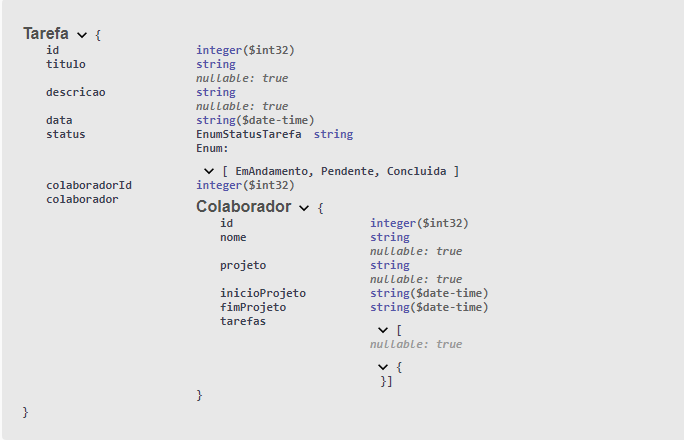 Tarefa {
id integer($int32)
titulo string
nullable: true
descricao string
nullable: true
data string($date-time)
status EnumStatusTarefa string
Enum:
[ EmAndamento, Pendente, Concluida ]
colaboradorId integer($int32)
colaborador Colaborador {
id integer($int32)
nome string
nullable: true
projeto string
nullable: true
inicioProjeto string($date-time)
fimProjeto string($date-time)
tarefas [
nullable: true
{
}]
}
}